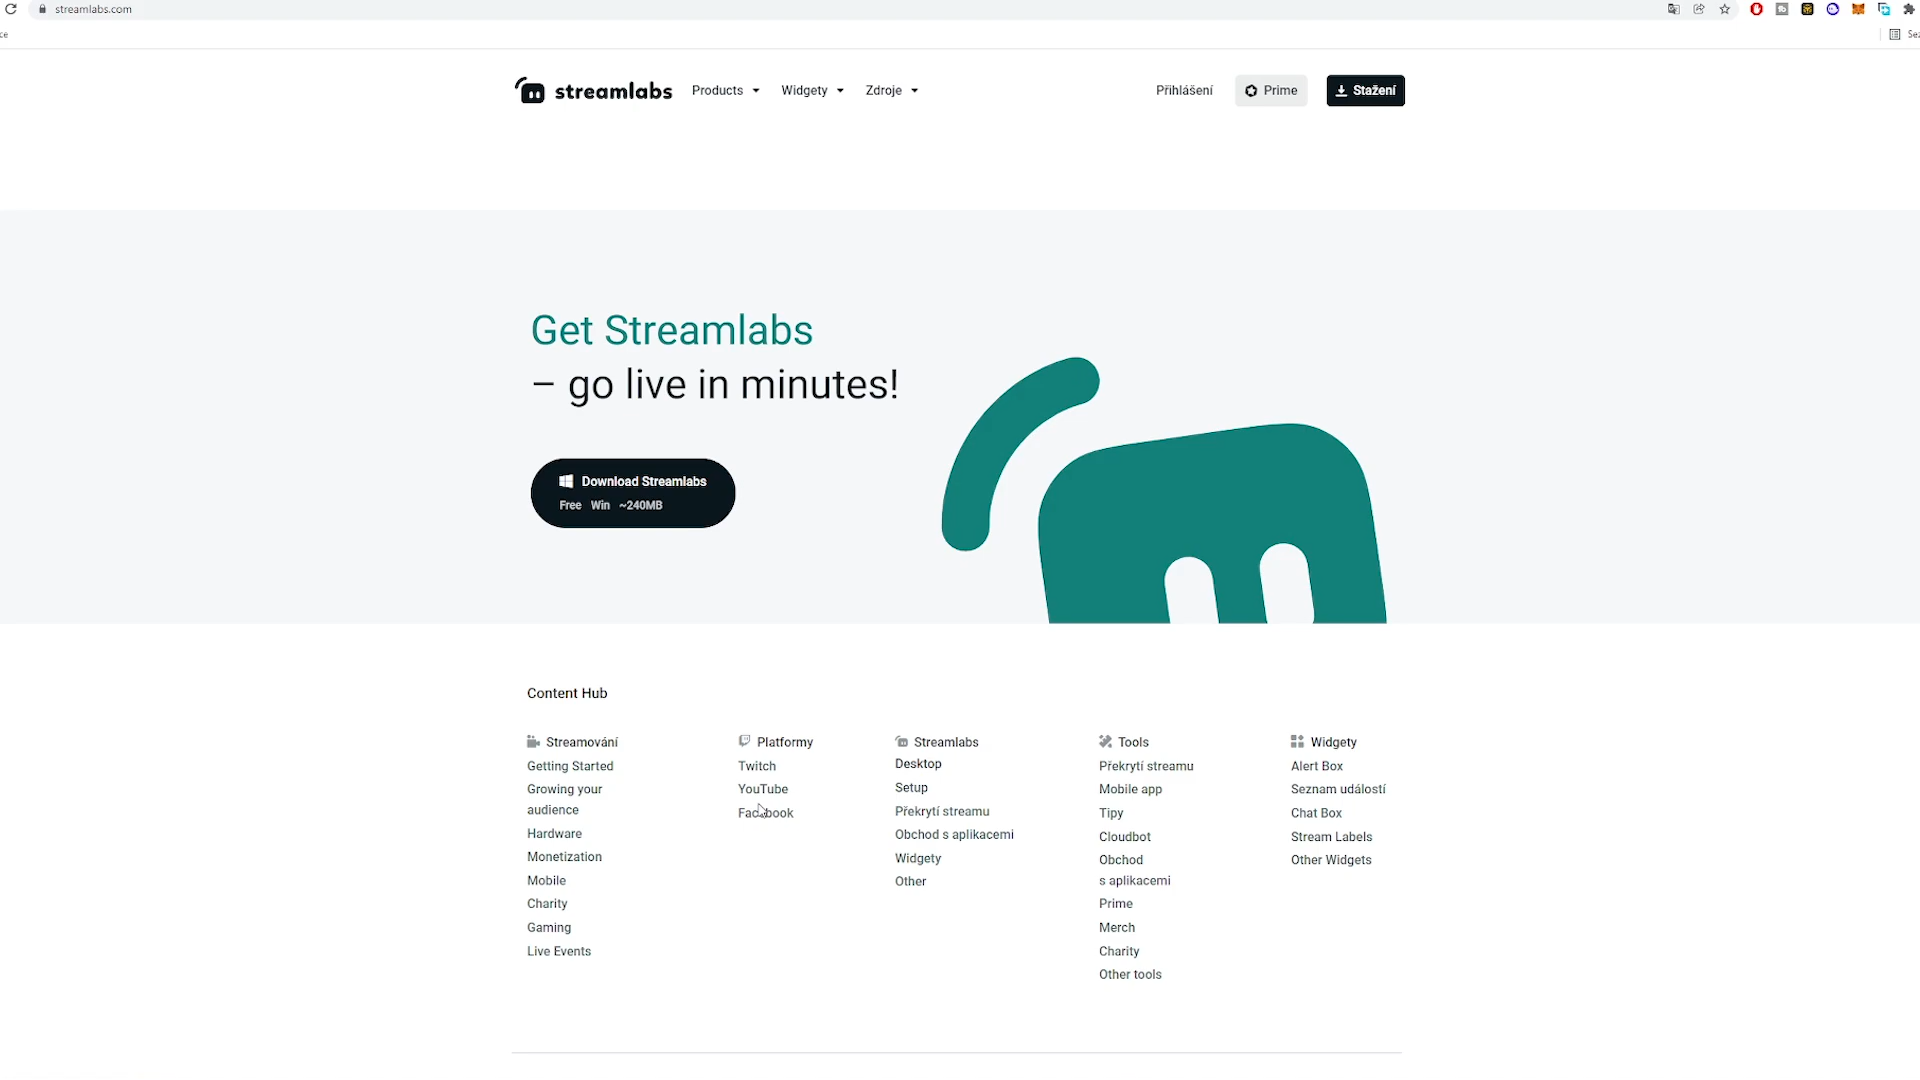 streamlabs.com
ce
Sez
streamlabs
Products
Widgety
Zdroje
Přihlášení
Prime
Stažení
Get Streamlabs
– go live in minutes!
Download Streamlabs
Free Win ~240MB
Content Hub
Streamování
Getting Started
Growing your
audience
Hardware
Monetization
Mobile
Charity
Gaming
Live Events
Platformy
Twitch
YouTube
Facebook
Streamlabs
Desktop
Setup
Překrytí streamu
Obchod s aplikacemi
Widgety
Other
Tools
Překrytí streamu
Mobile app
Tipy
Cloudbot
Obchod
s aplikacemi
Prime
Merch
Charity
Other tools
Widgety
Alert Box
Seznam událostí
Chat Box
Stream Labels
Other Widgets